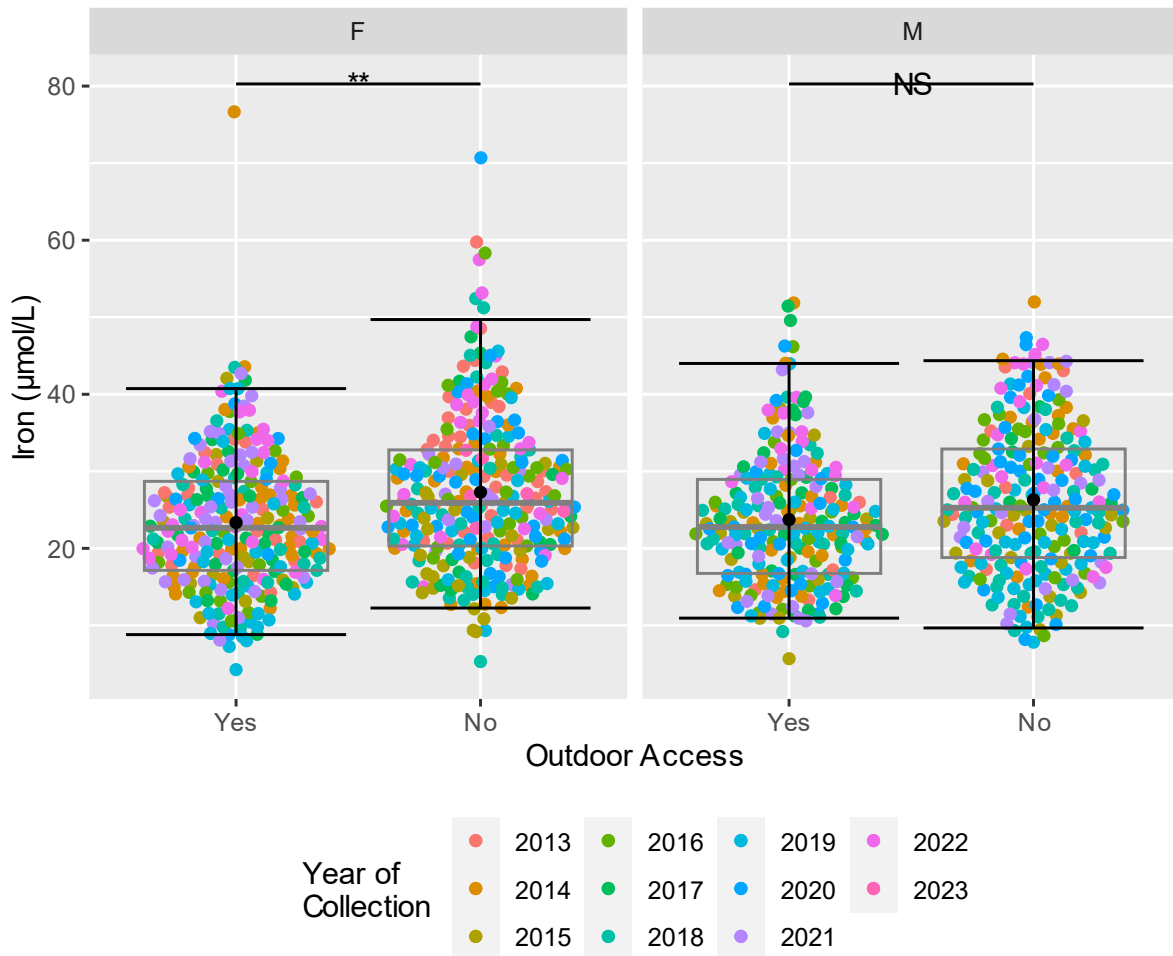 F
M
**
NS
80
60
40
20
Iron (µmol/L)
Yes
No
Yes
No
Outdoor Access
Year of
Collection
2013
2016
2019
2022
2014
2017
2020
2023
2015
2018
2021